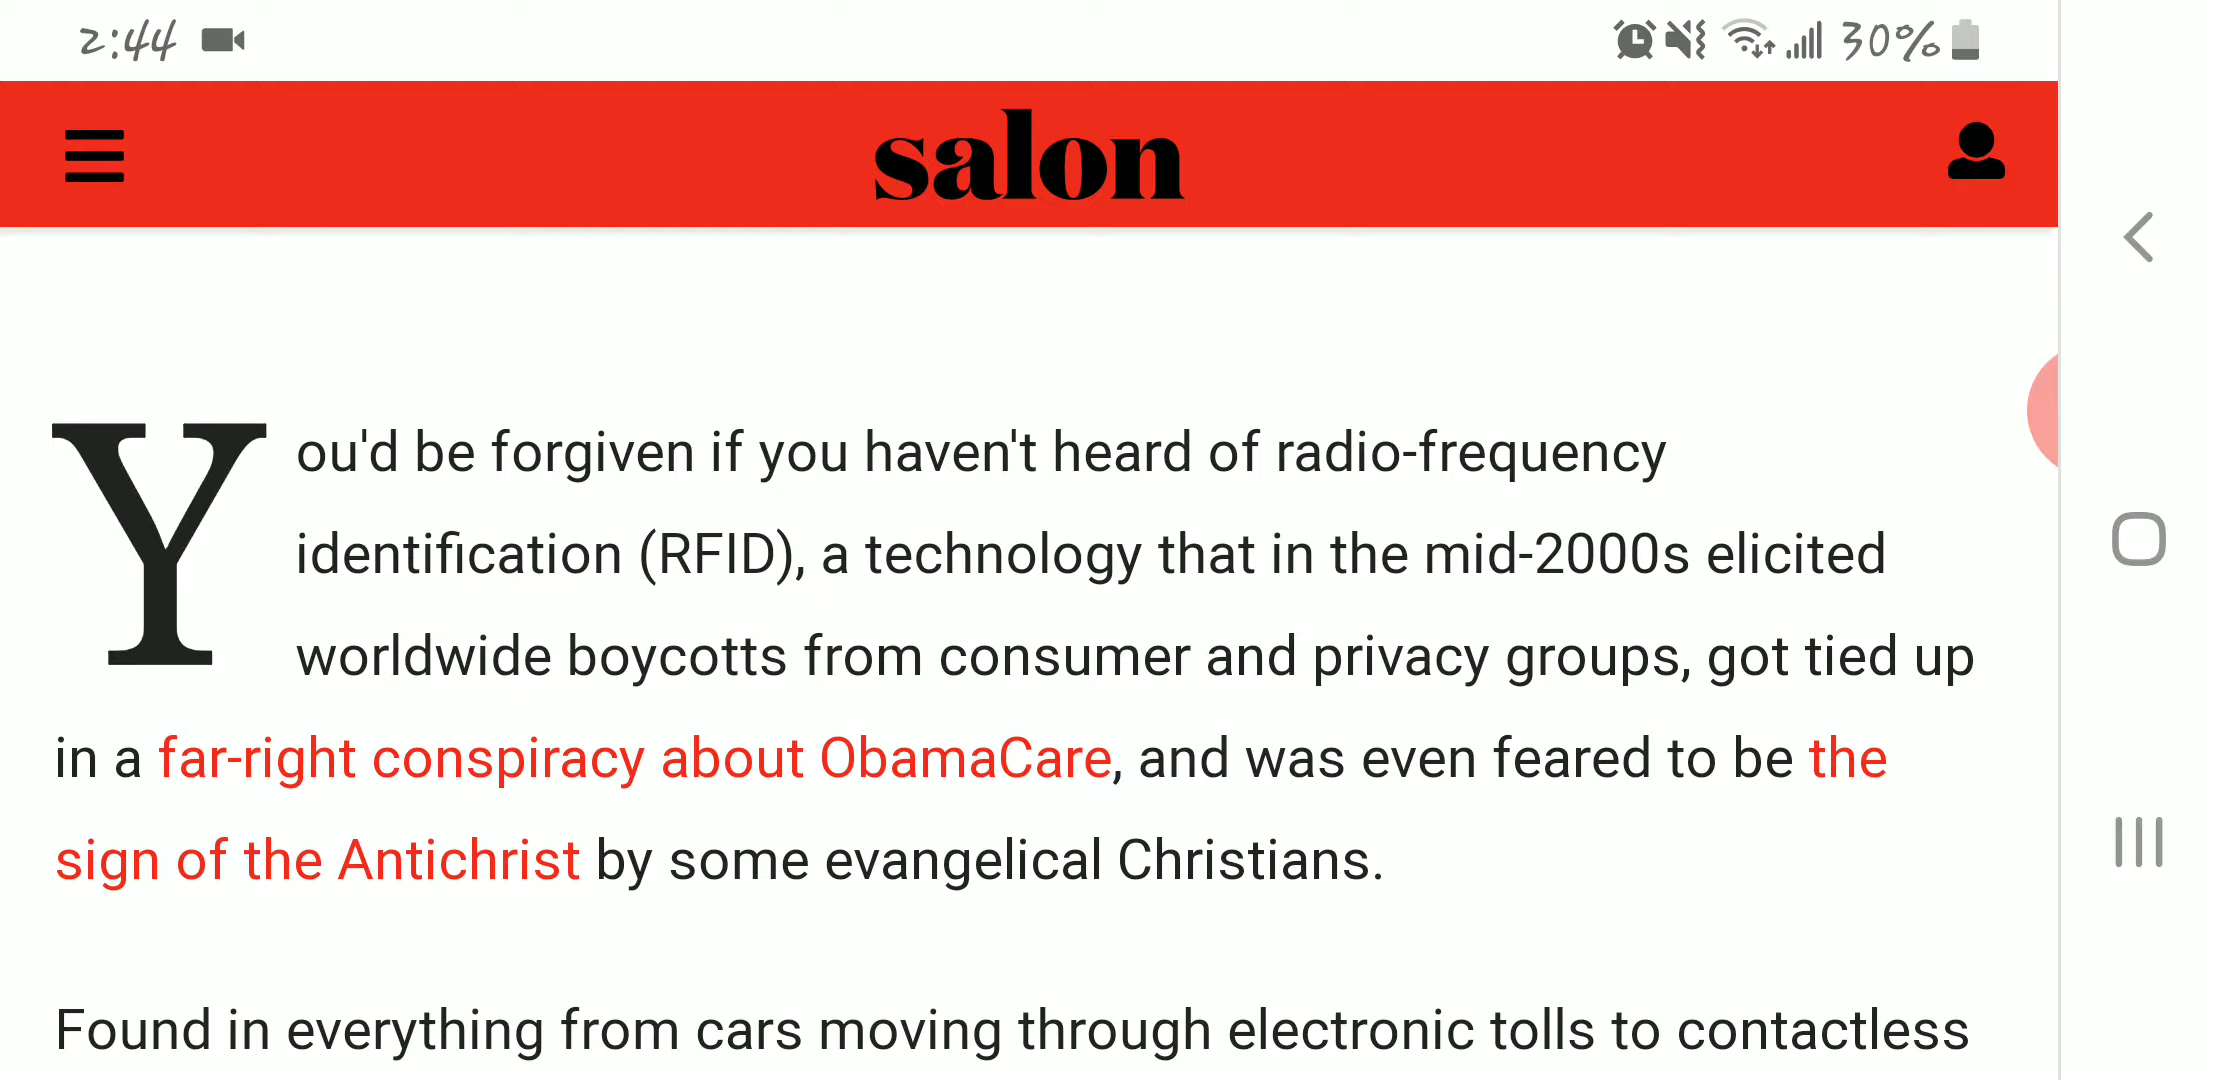 2:44 30%
salon
You'd be forgiven if you haven't heard of radio-frequency
identification (RFID), a technology that in the mid-2000s elicited
worldwide boycotts from consumer and privacy groups, got tied up
in a far-right conspiracy about ObamaCare, and was even feared to be the
sign of the Antichrist by some evangelical Christians.
Found in everything from cars moving through electronic tolls to contactless